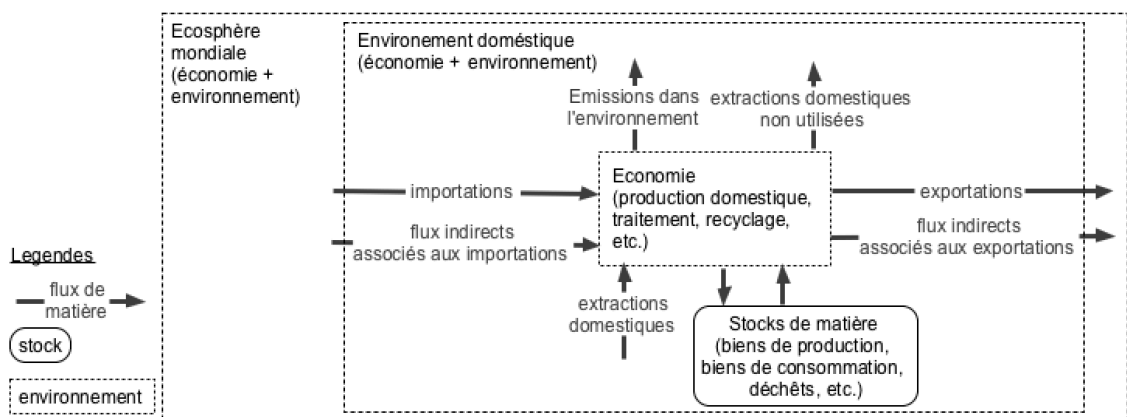 Ecosphère
mondiale
(économie +
environnement)
Environement doméstique
(économie + environnement)
Emissions dans
l'environnement
extractions domestiques
non utilisées
importations
Economie
(production domestique,
traitement, recyclage,
etc.)
exportations
flux indirects
associés aux importations
flux indirects
associés aux exportations
extractions
domestiques
Stocks de matière
(biens de production,
biens de consommation,
déchêts, etc.)
Legendes
flux de
matière
stock
environnement